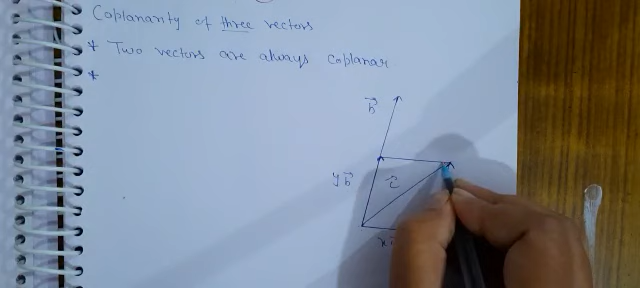 Coplanarity of three vectors
* Two vectors are always coplanar
*
b
yb
r